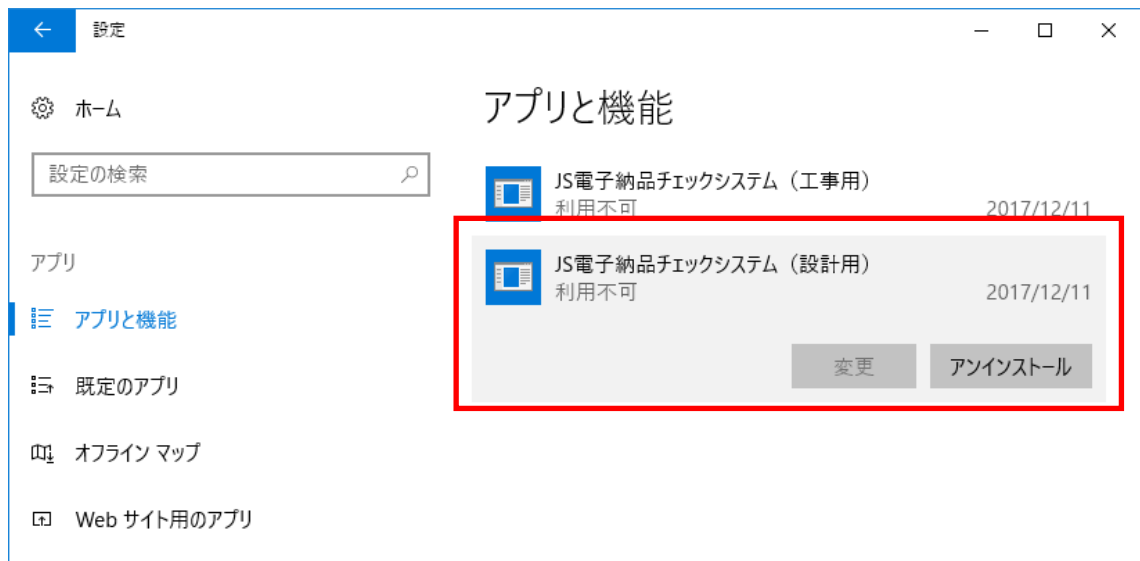 設定
ホーム
設定の検索
アプリ
アプリと機能
既定のアプリ
オフライン マップ
Web サイト用のアプリ
アプリと機能
JS電子納品チェックシステム（工事用）
利用不可 2017/12/11
JS電子納品チェックシステム（設計用）
利用不可 2017/12/11
変更 アンインストール